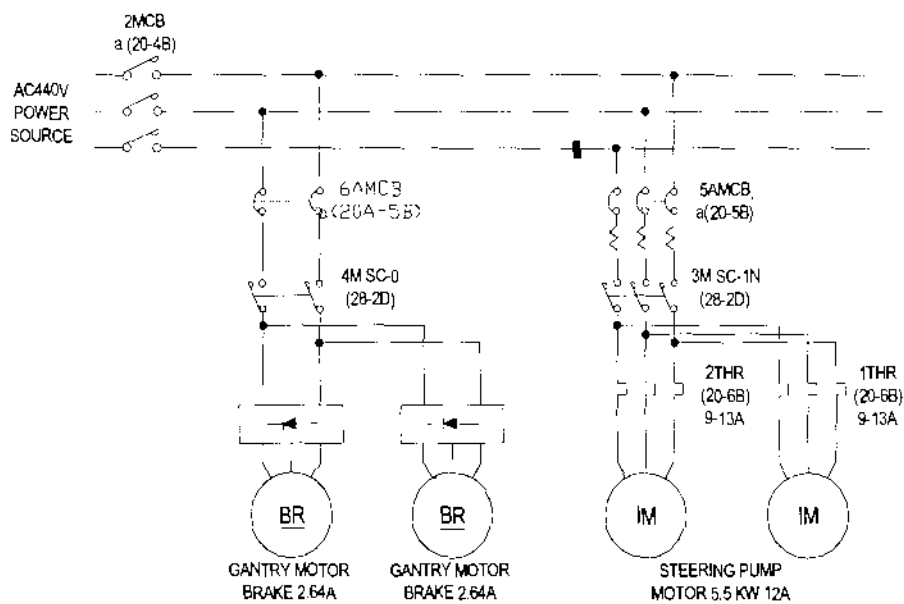 2MCB
a (20-4B)
AC440V
POWER
SOURCE
6AMCB
a(20A-5B)
5AMCB
a(20-5B)
4M SC-0
(28-2D)
3M SC-1N
(28-2D)
2THR
(20-6B)
9-13A
1THR
(20-6B)
9-13A
BR
BR
IM
IM
GANTRY MOTOR
BRAKE 2.64A
GANTRY MOTOR
BRAKE 2.64A
STEERING PUMP
MOTOR 5.5 KW 12A